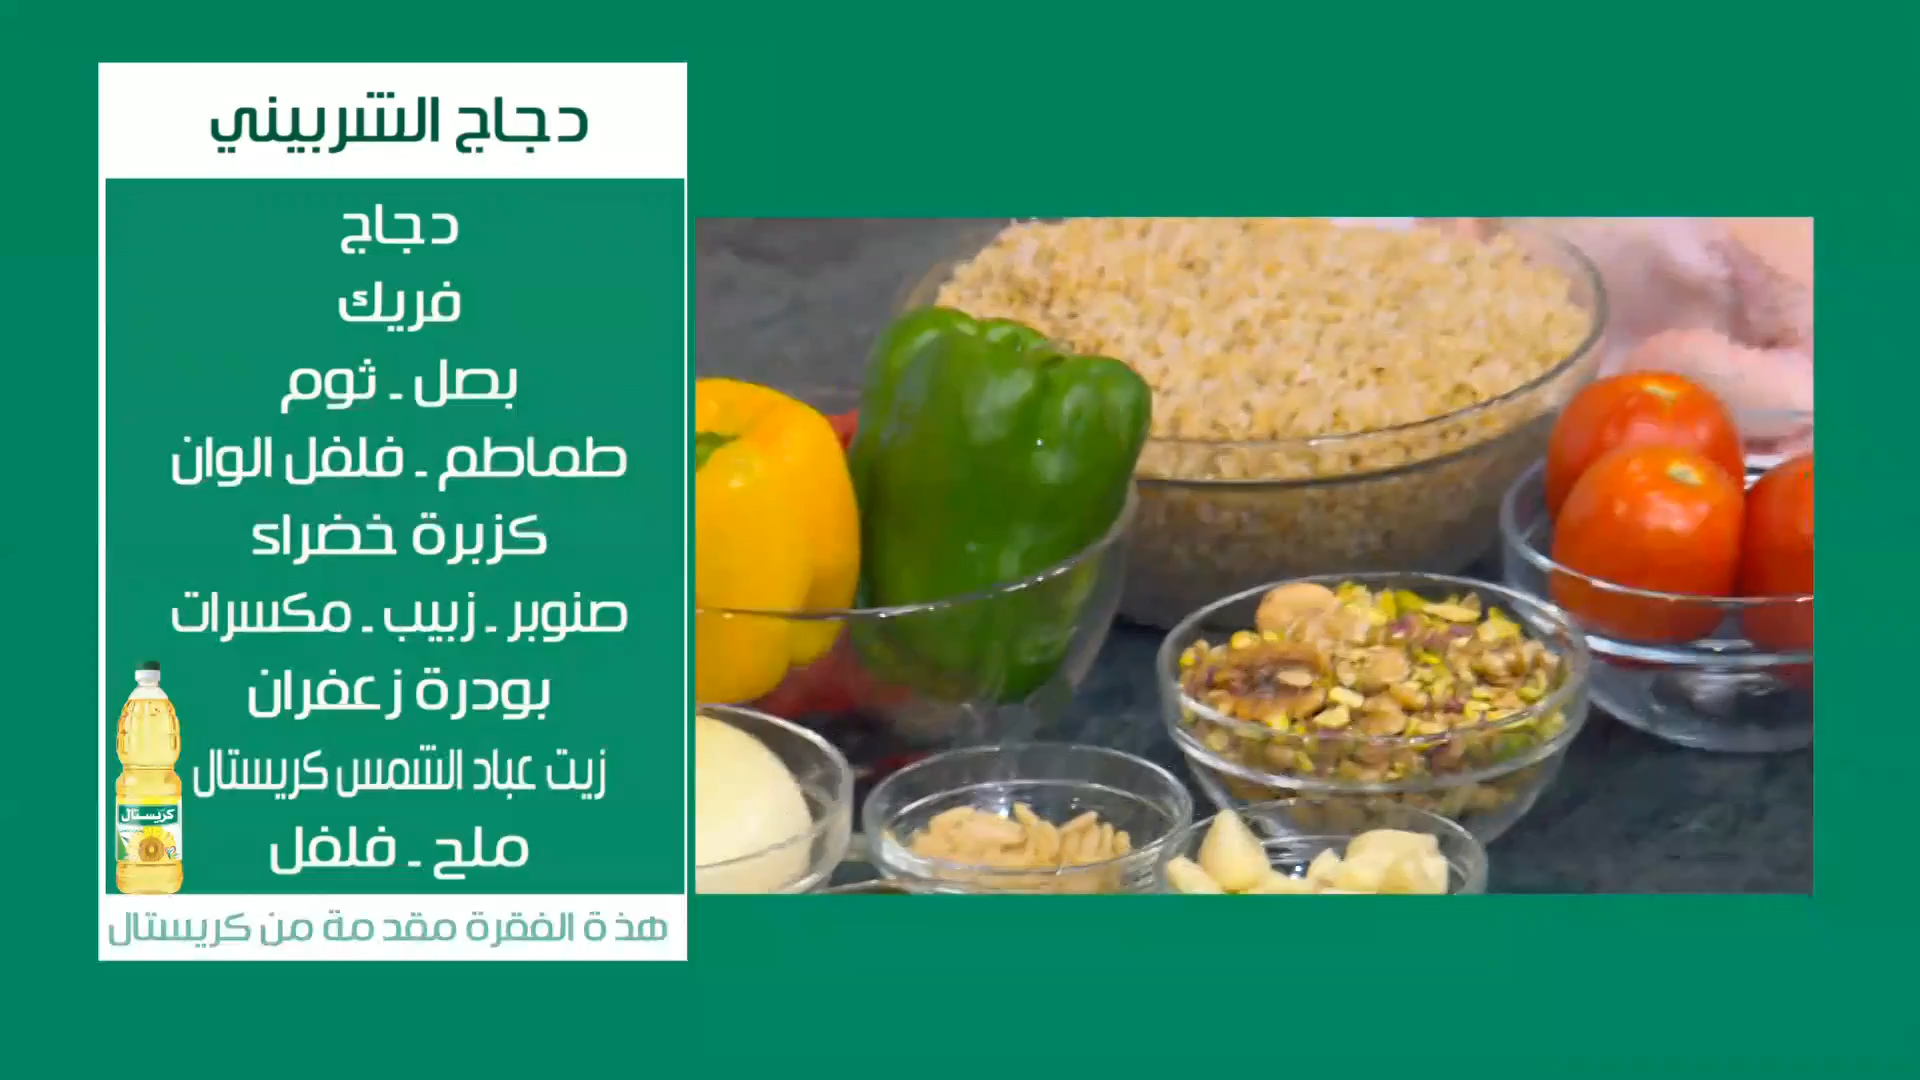 دجاج الشربيني
دجاج
فريك
بصل ـ ثوم
طماطم ـ فلفل الوان
كزبرة خضراء
صنوبر ـ زبيب ـ مكسرات
بودرة زعفران
زيت عباد الشمس كريستال
ملح ـ فلفل
كريستال
هذة الفقرة مقدمة من كريستال